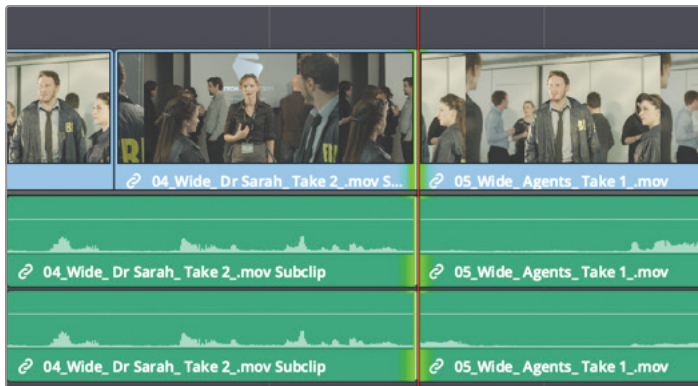 04_Wide_ Dr Sarah_ Take 2_.mov S...
05_Wide_ Agents_ Take 1_.mov
04_Wide_ Dr Sarah_ Take 2_.mov Subclip
05_Wide_ Agents_ Take 1_.mov
04_Wide_ Dr Sarah_ Take 2_.mov Subclip
05_Wide_ Agents_ Take 1_.mov